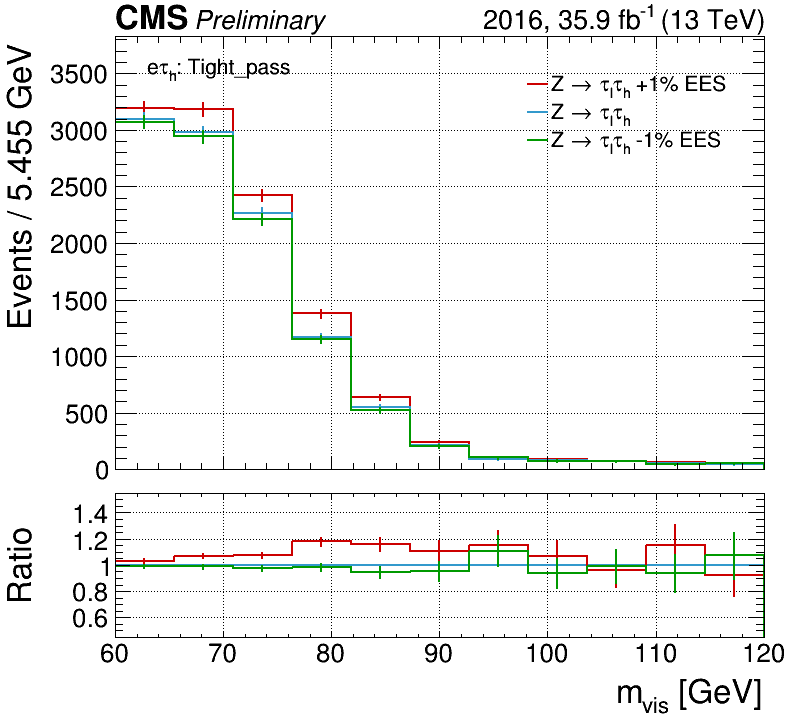 CMS Preliminary 2016, 35.9 fb⁻¹ (13 TeV)
eτₕ: Tight_pass
Z → τₗτₕ +1% EES
Z → τₗτₕ
Z → τₗτₕ -1% EES
Events / 5.455 GeV
3500
3000
2500
2000
1500
1000
500
0
Ratio
1.4
1.2
1
0.8
0.6
60 70 80 90 100 110 120
m_vis [GeV]